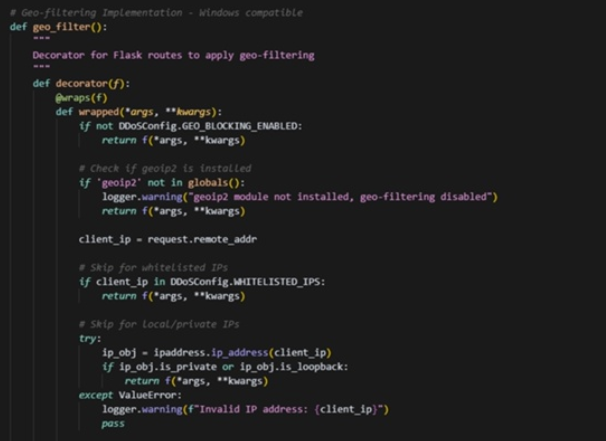 # Geo-filtering Implementation - Windows compatible
def geo_filter():
    """
    Decorator for Flask routes to apply geo-filtering
    """
    def decorator(f):
        @wraps(f)
        def wrapped(*args, **kwargs):
            if not DDoSConfig.GEO_BLOCKING_ENABLED:
                return f(*args, **kwargs)

            # Check if geoip2 is installed
            if 'geoip2' not in globals():
                logger.warning("geoip2 module not installed, geo-filtering disabled")
                return f(*args, **kwargs)

            client_ip = request.remote_addr

            # Skip for whitelisted IPs
            if client_ip in DDoSConfig.WHITELISTED_IPS:
                return f(*args, **kwargs)

            # Skip for local/private IPs
            try:
                ip_obj = ipaddress.ip_address(client_ip)
                if ip_obj.is_private or ip_obj.is_loopback:
                    return f(*args, **kwargs)
            except ValueError:
                logger.warning(f"Invalid IP address: {client_ip}")
                pass